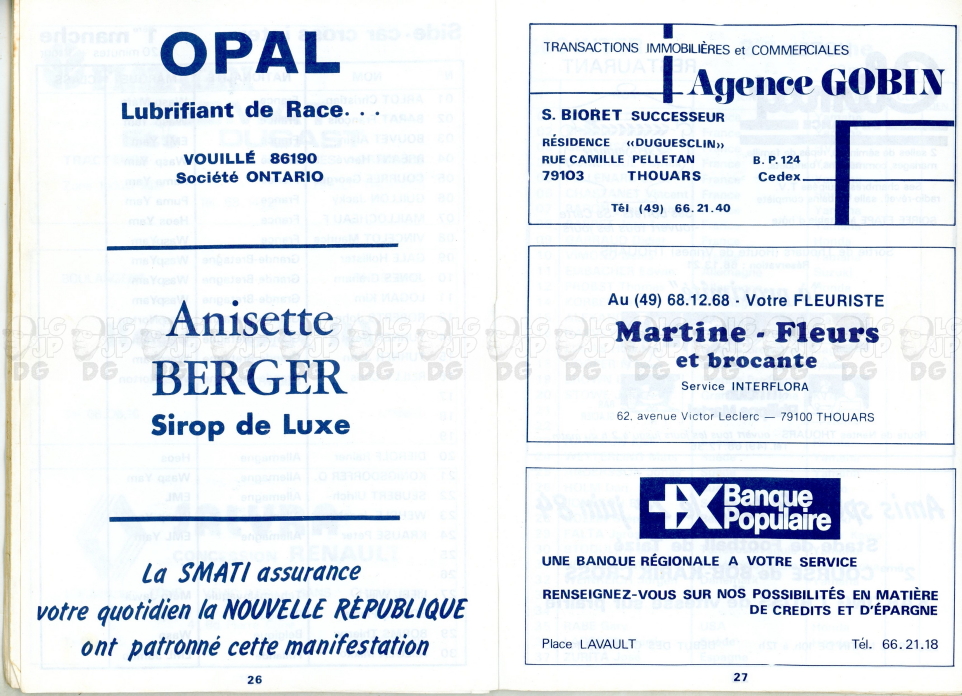 OPAL
Lubrifiant de Race. . .
VOUILLÉ 86190
Société ONTARIO
Anisette
BERGER
Sirop de Luxe
La SMATI assurance
votre quotidien la NOUVELLE RÉPUBLIQUE
ont patronné cette manifestation
26
TRANSACTIONS IMMOBILIÈRES et COMMERCIALES
Agence GOBIN
S. BIORET SUCCESSEUR
RÉSIDENCE «DUGUESCLIN»
RUE CAMILLE PELLETAN B. P. 124
79103 THOUARS Cedex
Tél (49) 66.21.40
Au (49) 68.12.68 - Votre FLEURISTE
Martine - Fleurs
et brocante
Service INTERFLORA
62. avenue Victor Leclerc — 79100 THOUARS
Banque
Populaire
UNE BANQUE RÉGIONALE A VOTRE SERVICE
RENSEIGNEZ-VOUS SUR NOS POSSIBILITÉS EN MATIÈRE
DE CREDITS ET D'ÉPARGNE
Place LAVAULT Tél. 66.21.18
27